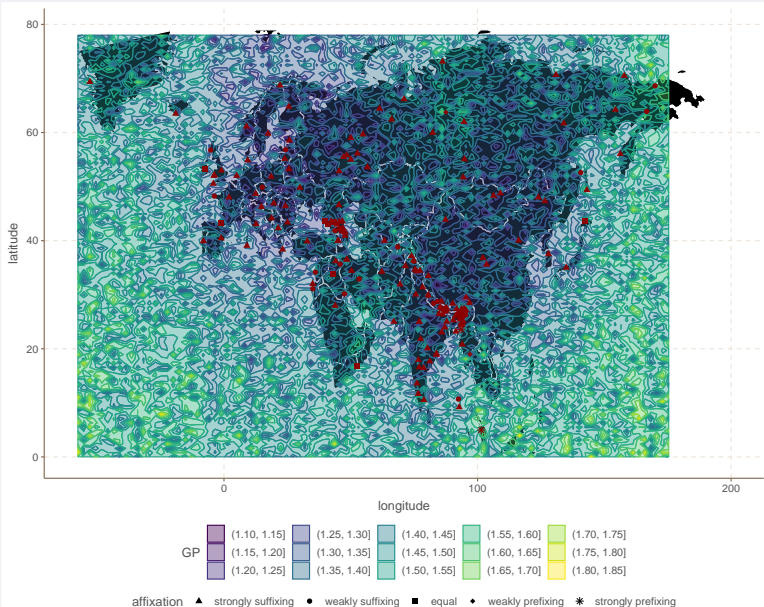 80
60
40
20
0
latitude
0 100 200
longitude
GP
(1.10, 1.15] (1.25, 1.30] (1.40, 1.45] (1.55, 1.60] (1.70, 1.75]
(1.15, 1.20] (1.30, 1.35] (1.45, 1.50] (1.60, 1.65] (1.75, 1.80]
(1.20, 1.25] (1.35, 1.40] (1.50, 1.55] (1.65, 1.70] (1.80, 1.85]
affixation strongly suffixing weakly suffixing equal weakly prefixing strongly prefixing